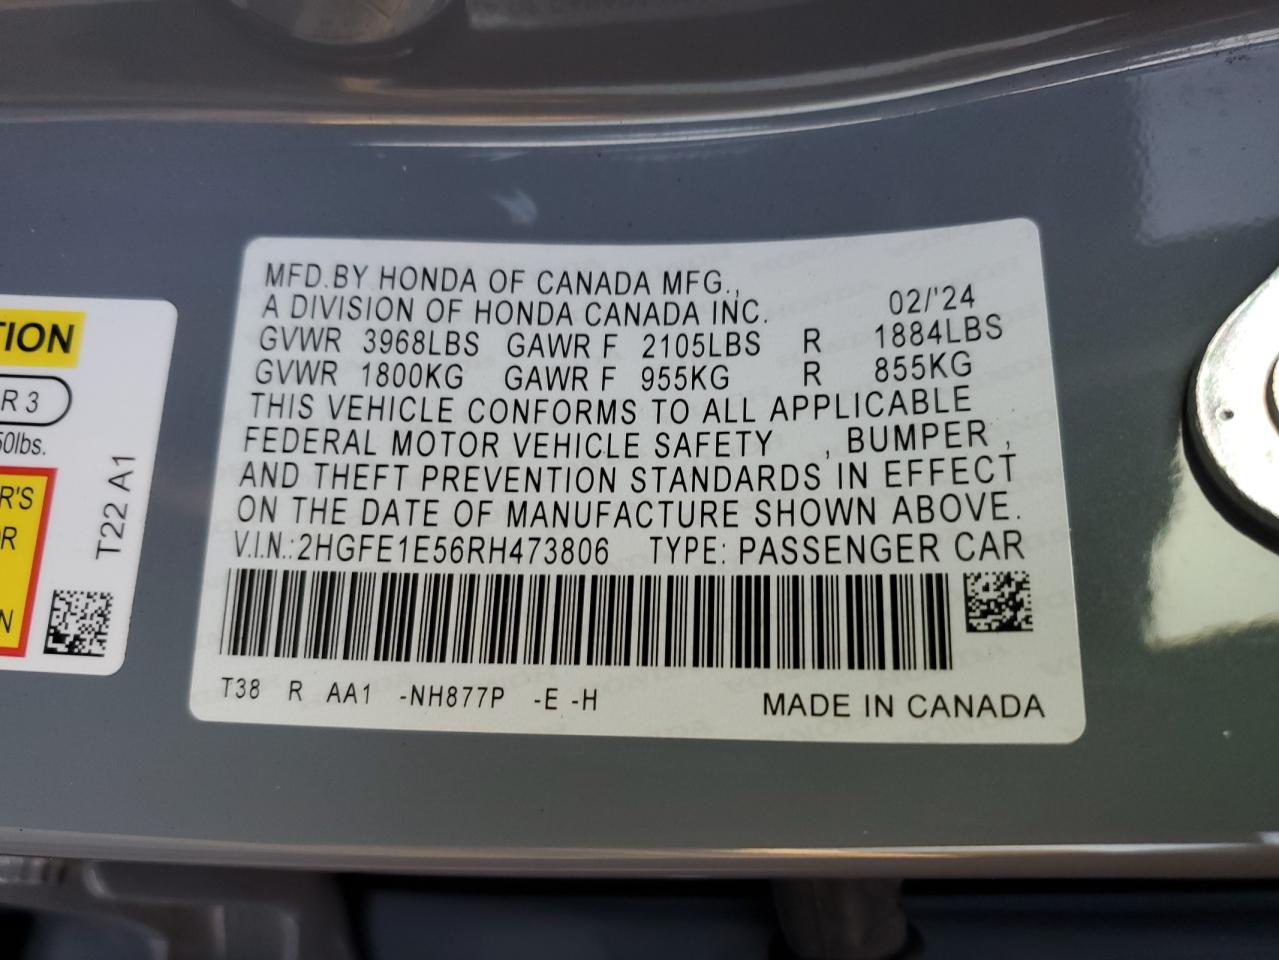 MFD.BY HONDA OF CANADA MFG.,
A DIVISION OF HONDA CANADA INC. 02/'24
GVWR 3968LBS GAWR F 2105LBS R 1884LBS
GVWR 1800KG GAWR F 955KG R 855KG
THIS VEHICLE CONFORMS TO ALL APPLICABLE
FEDERAL MOTOR VEHICLE SAFETY , BUMPER ,
AND THEFT PREVENTION STANDARDS IN EFFECT
ON THE DATE OF MANUFACTURE SHOWN ABOVE.
V.I.N.:2HGFE1E56RH473806 TYPE: PASSENGER CAR
T38 R AA1 -NH877P -E -H
MADE IN CANADA
TION
R 3
50lbs.
R'S
OR
N
T22 A1